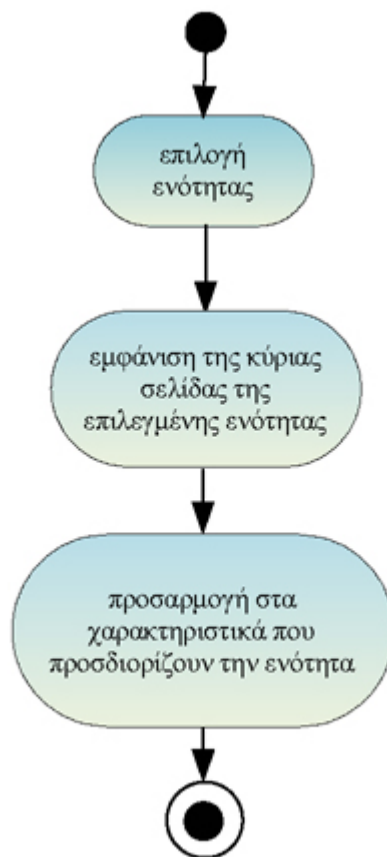 επιλογή
ενότητας
εμφάνιση της κύριας
σελίδας της
επιλεγμένης ενότητας
προσαρμογή στα
χαρακτηριστικά που
προσδιορίζουν την ενότητα